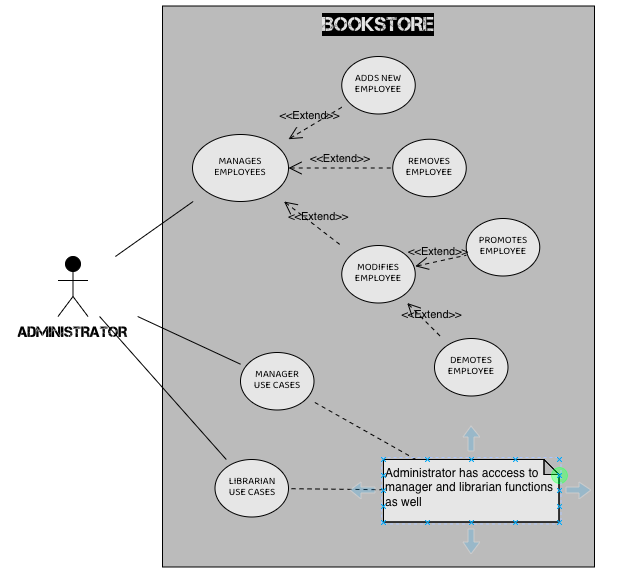 BOOKSTORE
ADDS NEW
EMPLOYEE
<<Extend>>
MANAGES
EMPLOYEES
<<Extend>>
REMOVES
EMPLOYEE
<<Extend>>
PROMOTES
EMPLOYEE
<<Extend>>
MODIFIES
EMPLOYEE
<<Extend>>
ADMINISTRATOR
DEMOTES
EMPLOYEE
MANAGER
USE CASES
LIBRARIAN
USE CASES
Administrator has acccess to
manager and librarian functions
as well